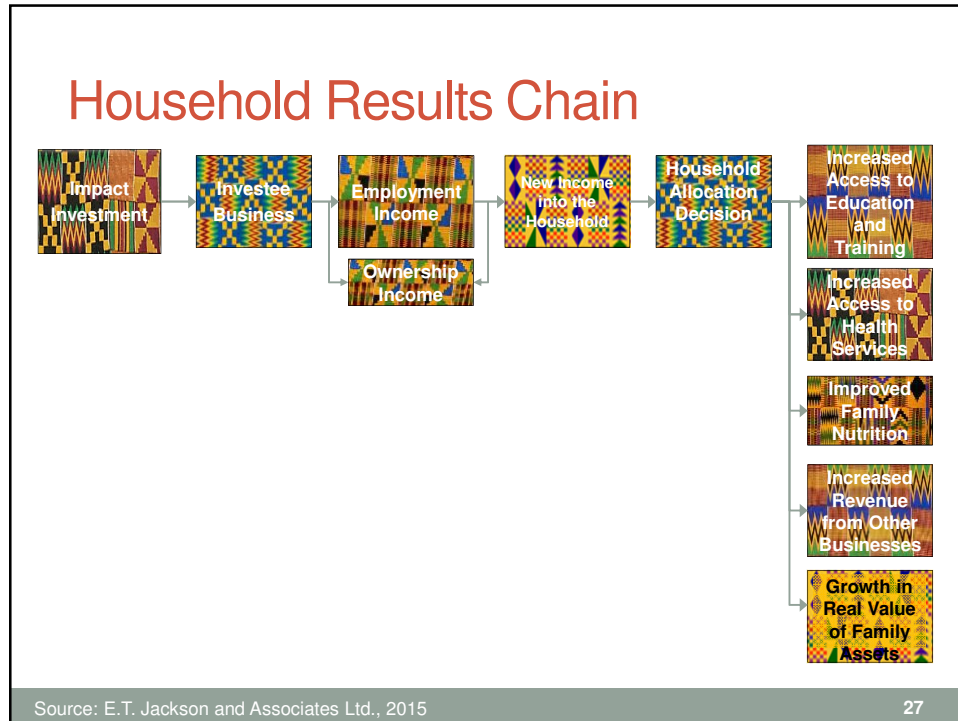 Household Results Chain
Impact
Investment
Investee
Business
Employment
Income
Ownership
Income
New Income
into the
Household
Household
Allocation
Decision
Increased
Access to
Education
and
Training
Increased
Access to
Health
Services
Improved
Family
Nutrition
Increased
Revenue
from Other
Businesses
Growth in
Real Value
of Family
Assets
Source: E.T. Jackson and Associates Ltd., 2015
27